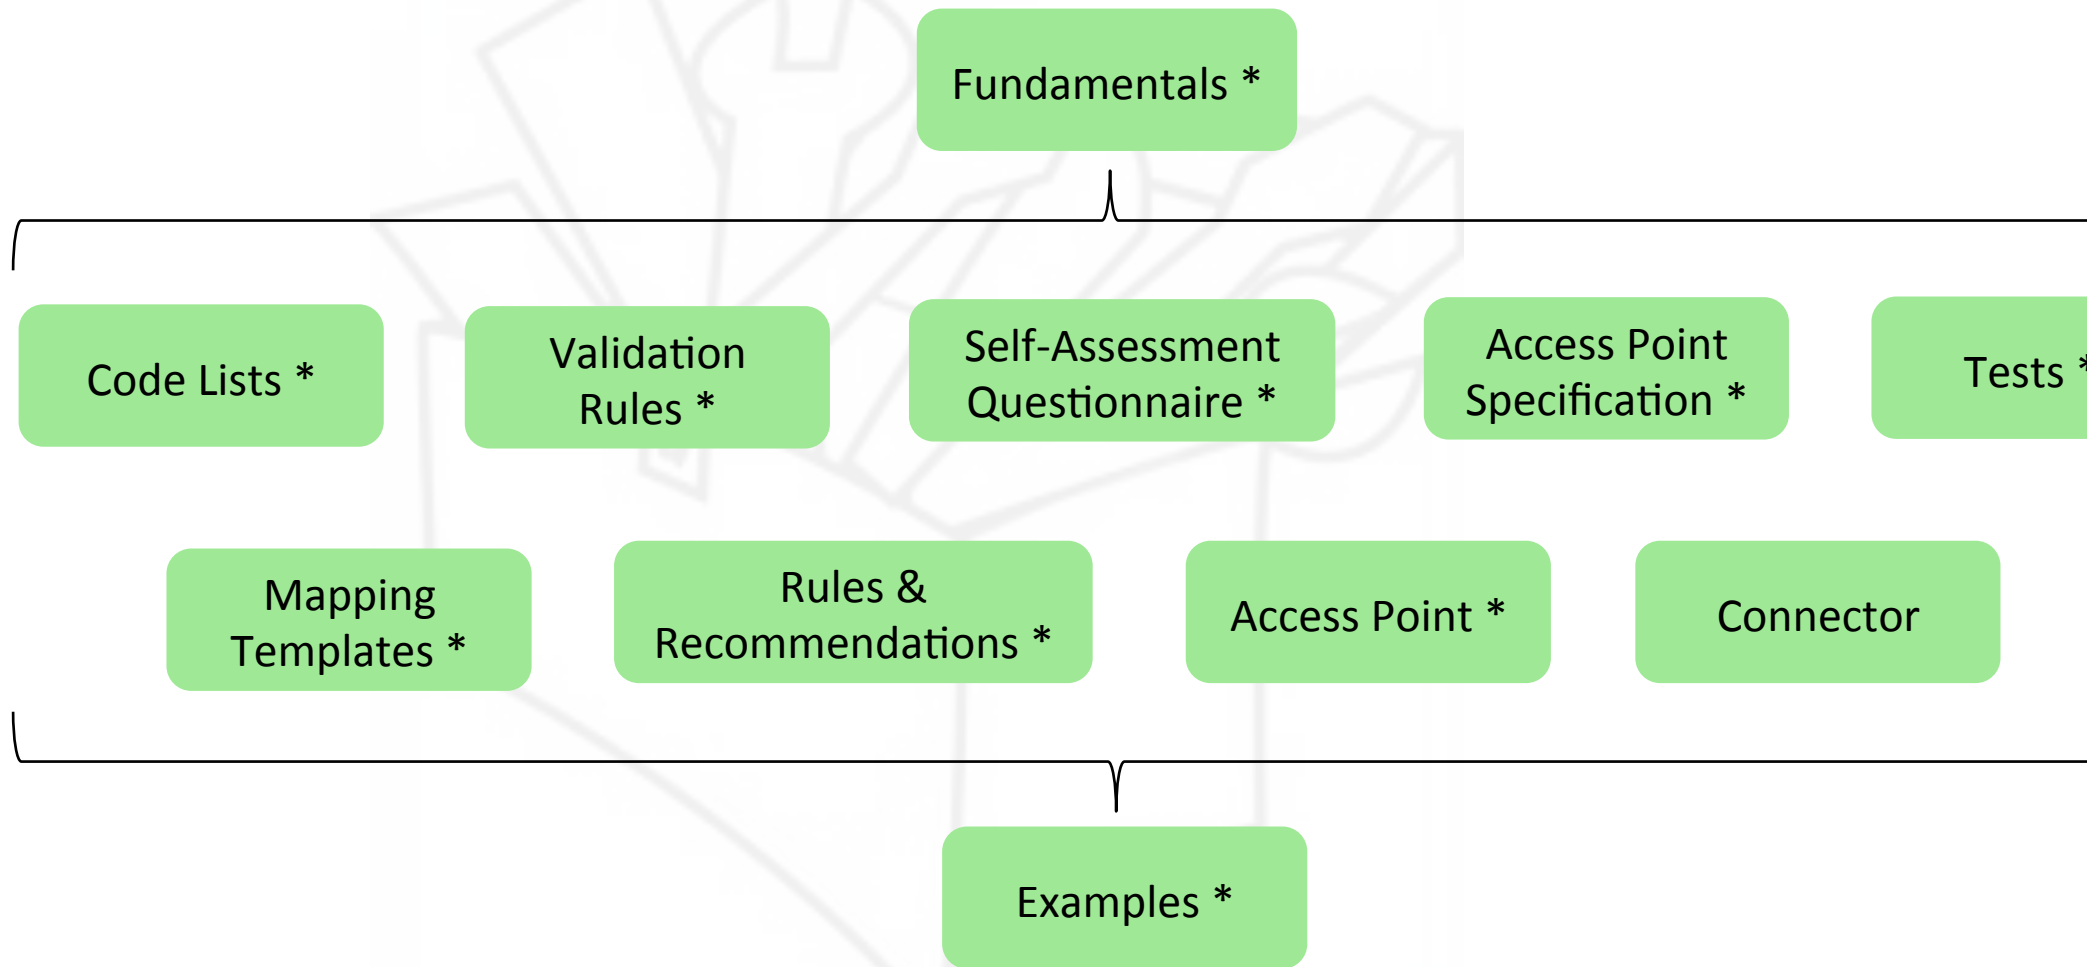 Fundamentals *
Code Lists *
Validation
Rules *
Self-Assessment
Questionnaire *
Access Point
Specification *
Tests *
Mapping
Templates *
Rules &
Recommendations *
Access Point *
Connector
Examples *